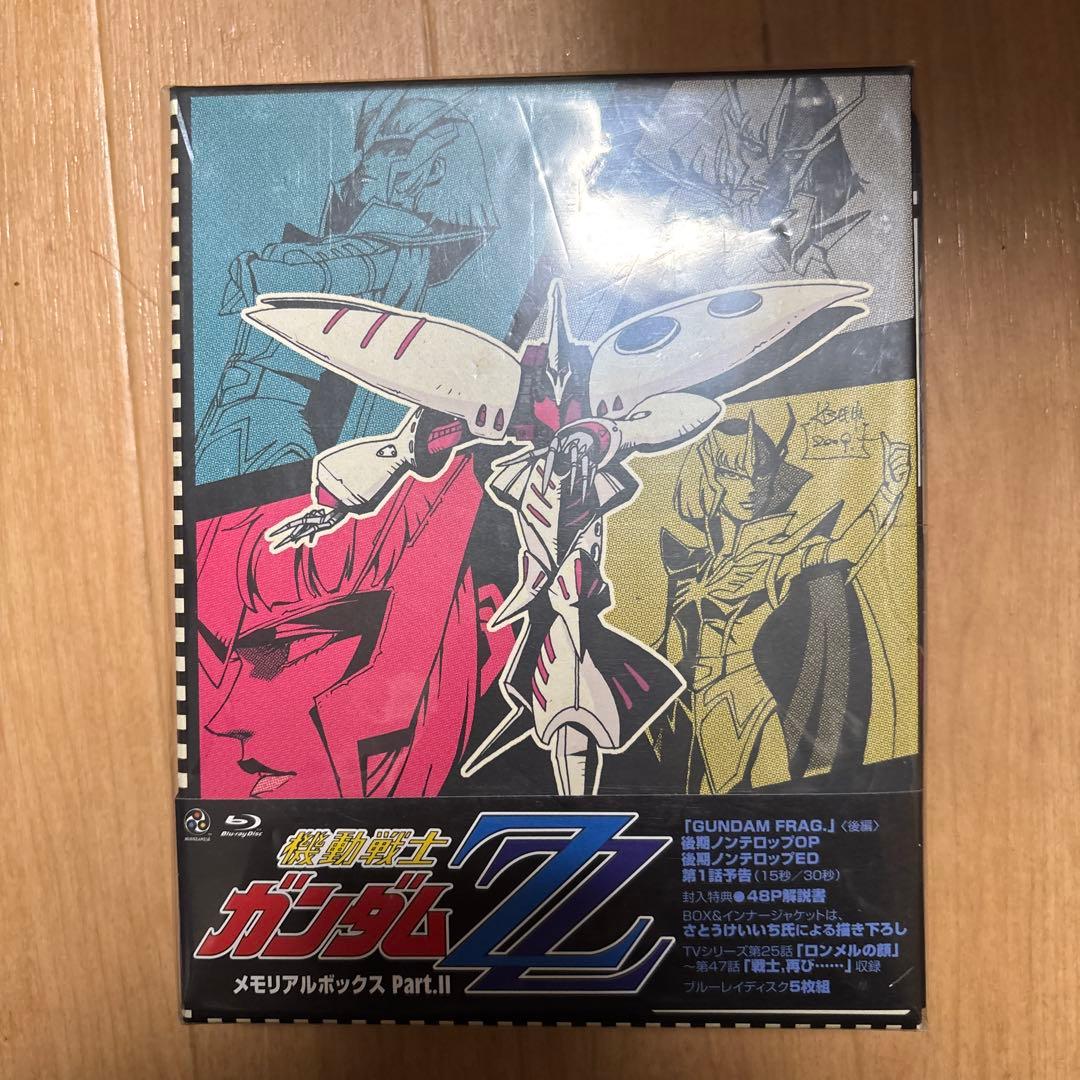 Blu-ray Disc
機動戦士
ガンダム
ZZ
メモリアルボックス Part.II
「GUNDAM FRAG.」〈後編〉
後期ノンテロップOP
後期ノンテロップED
第1話予告(15秒/30秒)
封入特典●48P解説書
BOX&インナージャケットは、
さとうけいいち氏による描き下ろし
TVシリーズ第25話「ロンメルの顔」
～第47話「戦士、再び……」収録
ブルーレイディスク5枚組